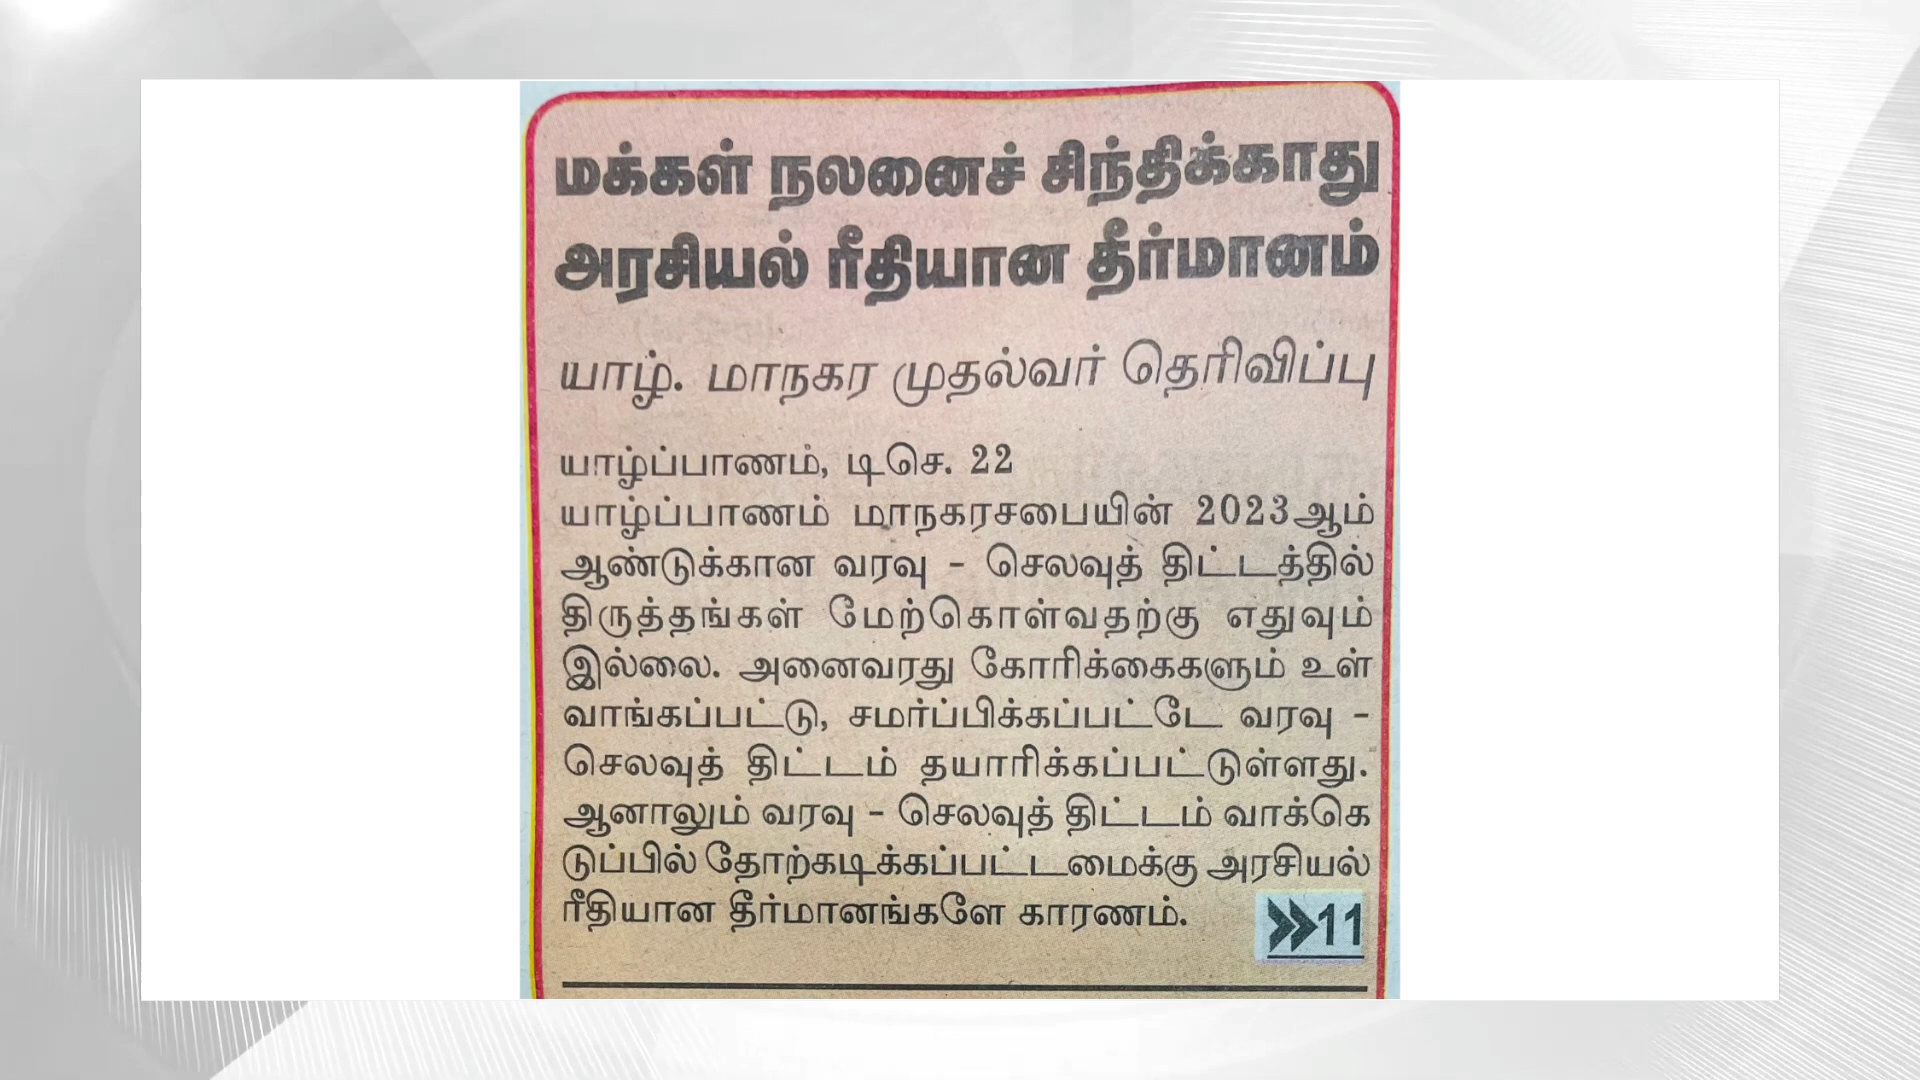 மக்கள் நலனைச் சிந்திக்காது
அரசியல் ரீதியான தீர்மானம்
யாழ். மாநகர முதல்வர் தெரிவிப்பு
யாழ்ப்பாணம், டிசெ. 22
யாழ்ப்பாணம் மாநகரசபையின் 2023ஆம்
ஆண்டுக்கான வரவு - செலவுத் திட்டத்தில்
திருத்தங்கள் மேற்கொள்வதற்கு எதுவும்
இல்லை. அனைவரது கோரிக்கைகளும் உள்
வாங்கப்பட்டு, சமர்ப்பிக்கப்பட்டே வரவு -
செலவுத் திட்டம் தயாரிக்கப்பட்டுள்ளது.
ஆனாலும் வரவு - செலவுத் திட்டம் வாக்கெ
டுப்பில் தோற்கடிக்கப்பட்டமைக்கு அரசியல்
ரீதியான தீர்மானங்களே காரணம்.
»11